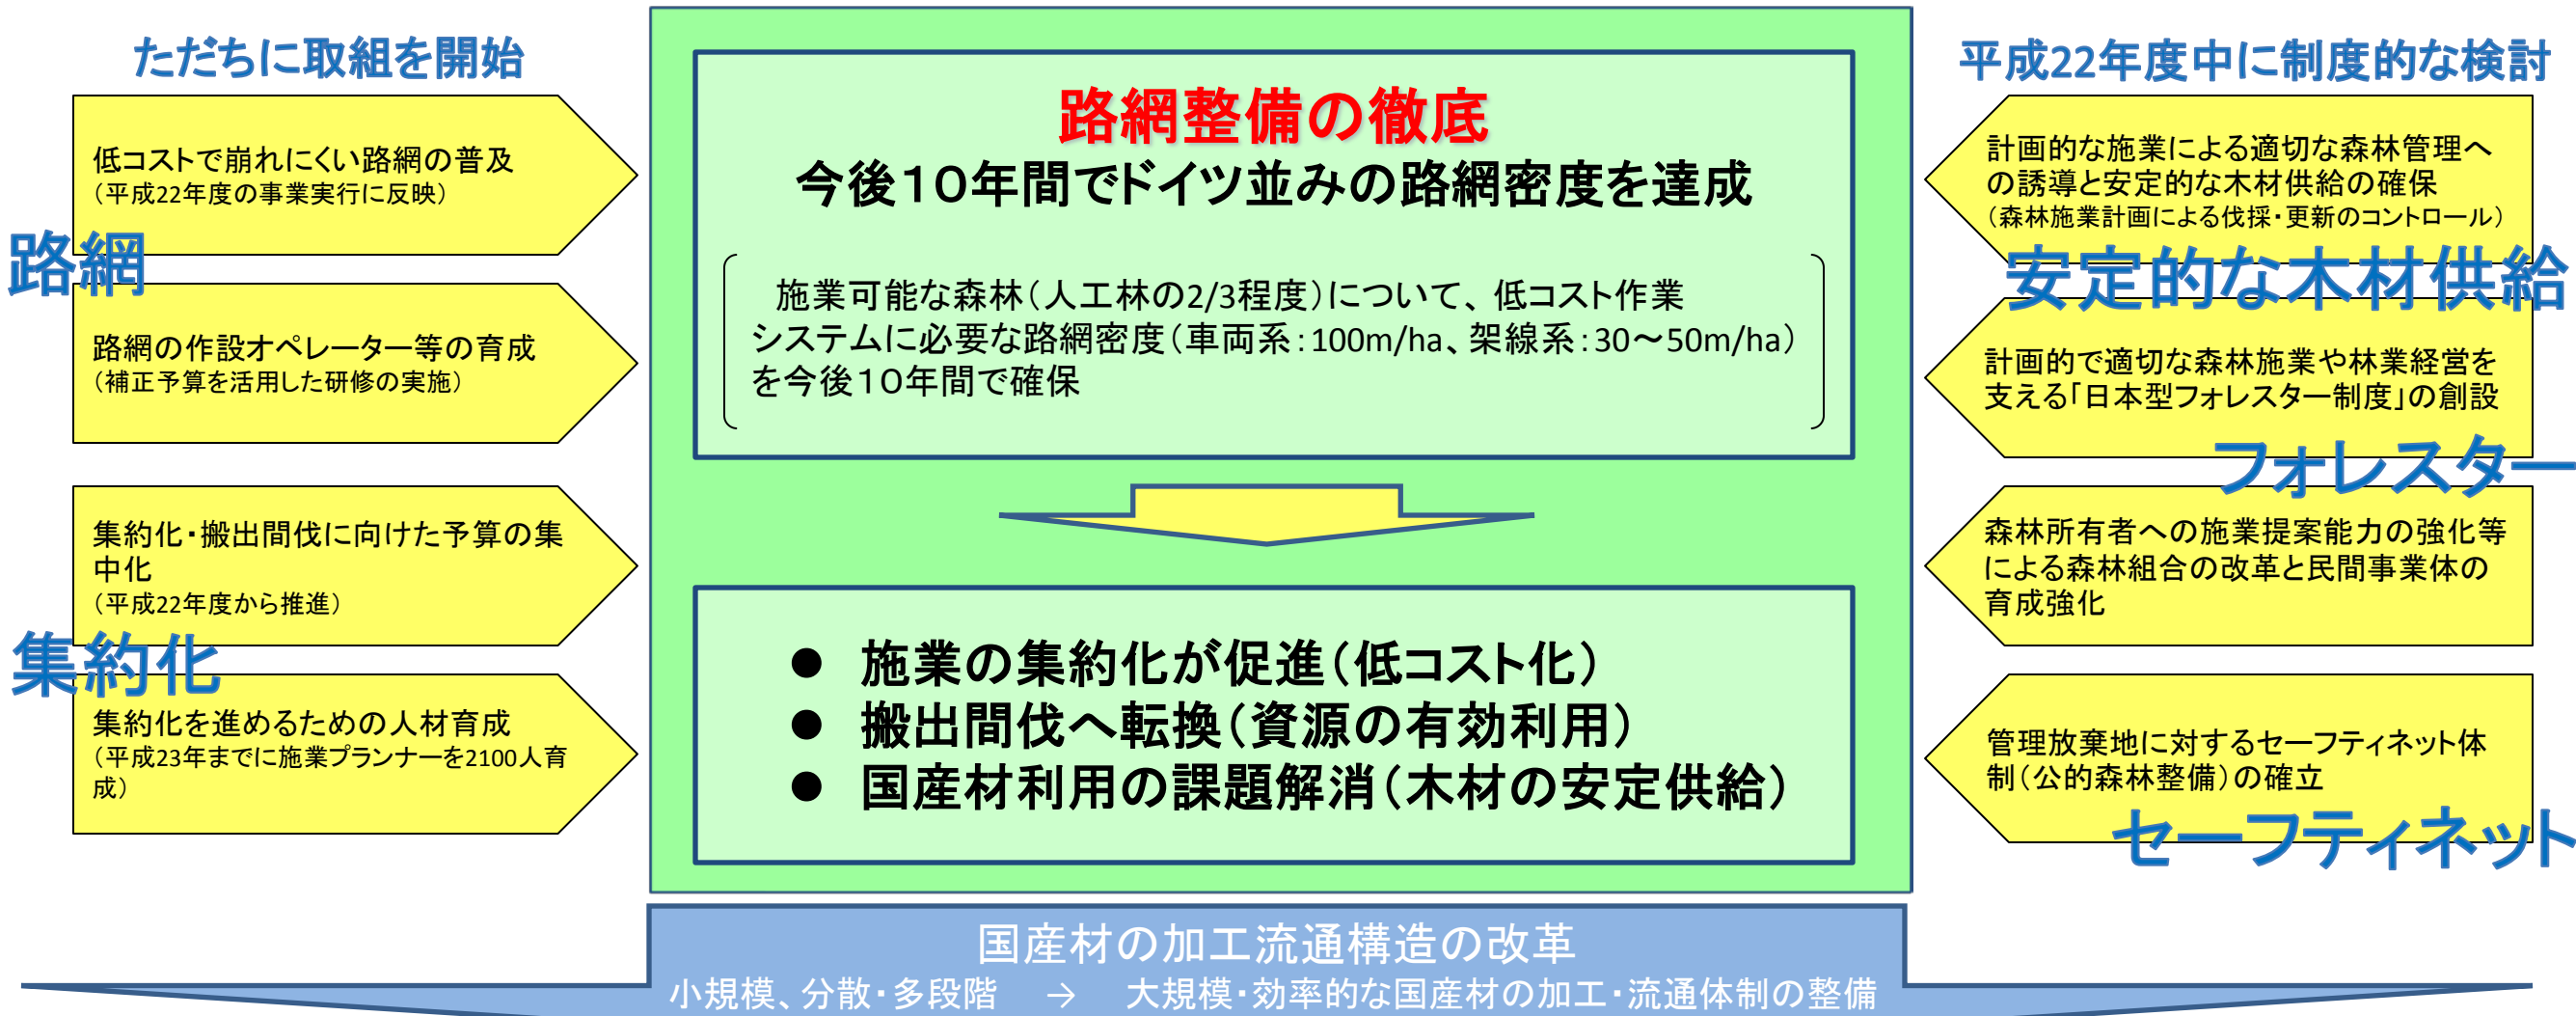 ただちに取組を開始
低コストで崩れにくい路網の普及
（平成22年度の事業実行に反映）
路網
路網の作設オペレーター等の育成
（補正予算を活用した研修の実施）
集約化・搬出間伐に向けた予算の集
中化
（平成22年度から推進）
集約化
集約化を進めるための人材育成
（平成23年までに施業プランナーを2100人育
成）
路網整備の徹底
今後１０年間でドイツ並みの路網密度を達成
施業可能な森林（人工林の2/3程度）について、低コスト作業
システムに必要な路網密度（車両系：100m/ha、架線系：30～50m/ha）
を今後１０年間で確保
● 施業の集約化が促進（低コスト化）
● 搬出間伐へ転換（資源の有効利用）
● 国産材利用の課題解消（木材の安定供給）
平成22年度中に制度的な検討
計画的な施業による適切な森林管理へ
の誘導と安定的な木材供給の確保
（森林施業計画による伐採・更新のコントロール）
安定的な木材供給
計画的で適切な森林施業や林業経営を
支える「日本型フォレスター制度」の創設
フォレスター
森林所有者への施業提案能力の強化等
による森林組合の改革と民間事業体の
育成強化
管理放棄地に対するセーフティネット体
制（公的森林整備）の確立
セーフティネット
国産材の加工流通構造の改革
小規模、分散・多段階　→　大規模・効率的な国産材の加工・流通体制の整備